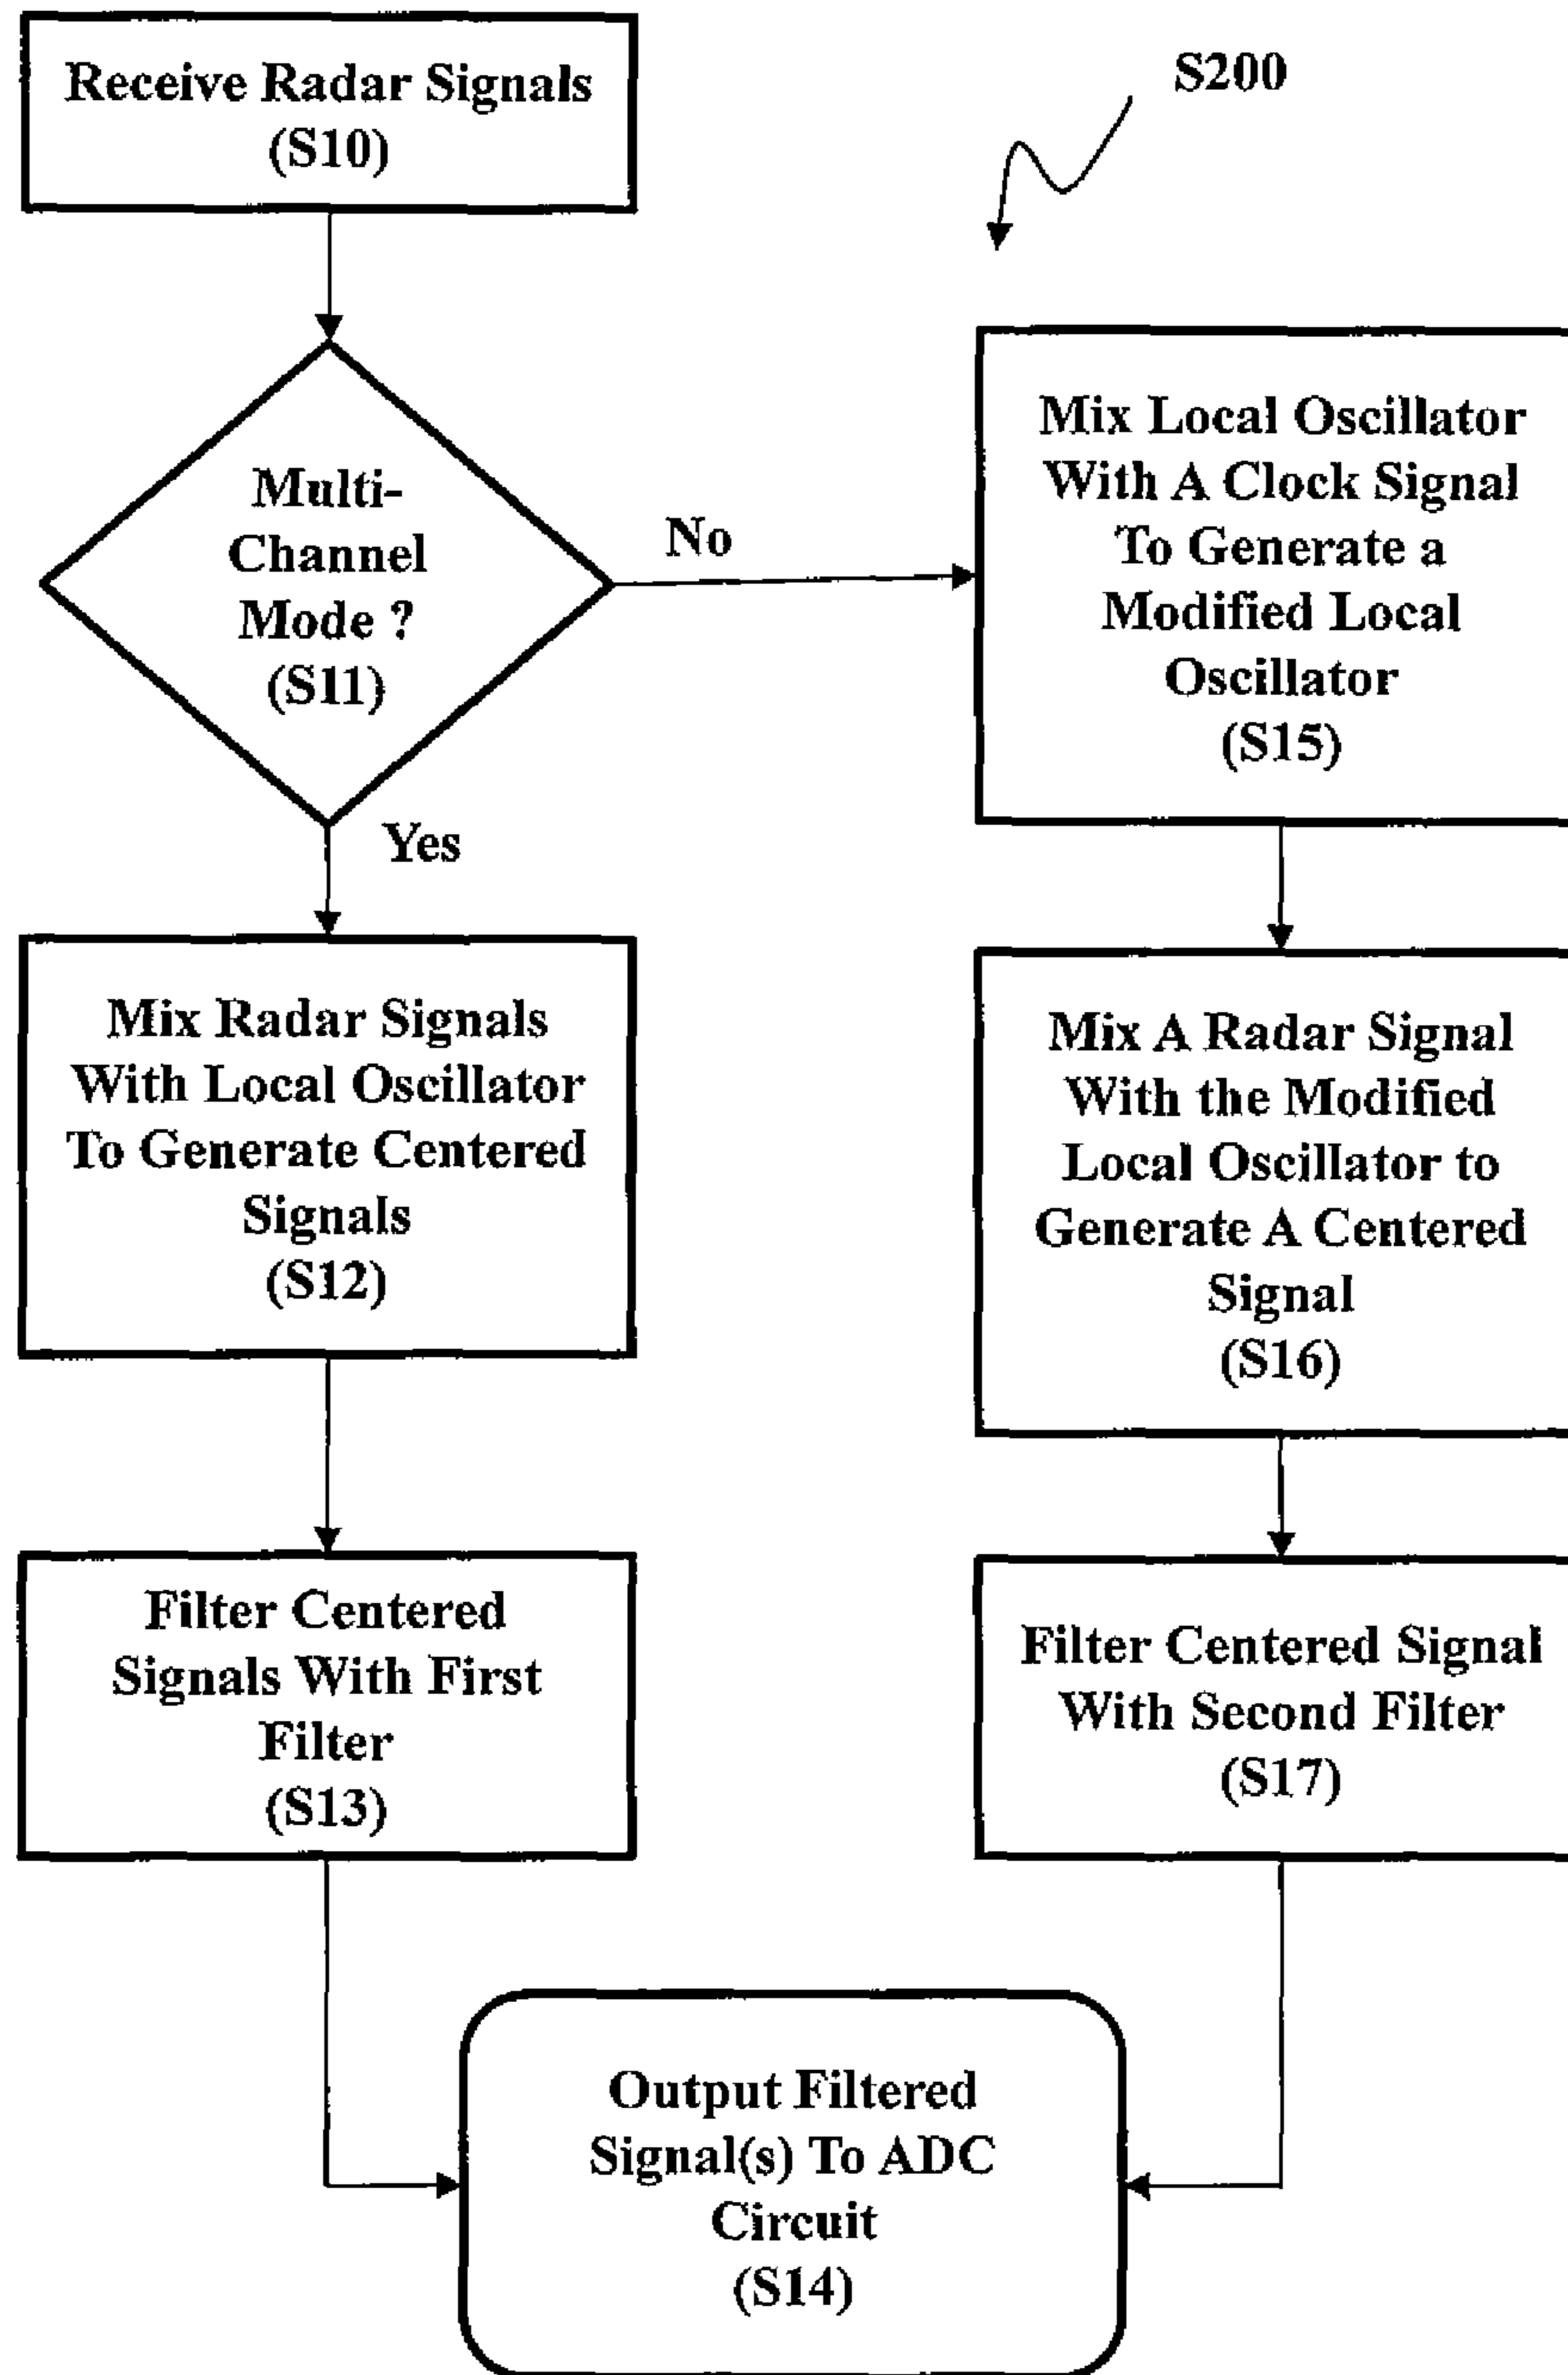 Receive Radar Signals
(S10)
S200
Multi-
Channel
Mode ?
(S11)
No
Yes
Mix Local Oscillator
With A Clock Signal
To Generate a
Modified Local
Oscillator
(S15)
Mix Radar Signals
With Local Oscillator
To Generate Centered
Signals
(S12)
Mix A Radar Signal
With the Modified
Local Oscillator to
Generate A Centered
Signal
(S16)
Filter Centered
Signals With First
Filter
(S13)
Filter Centered Signal
With Second Filter
(S17)
Output Filtered
Signal(s) To ADC
Circuit
(S14)